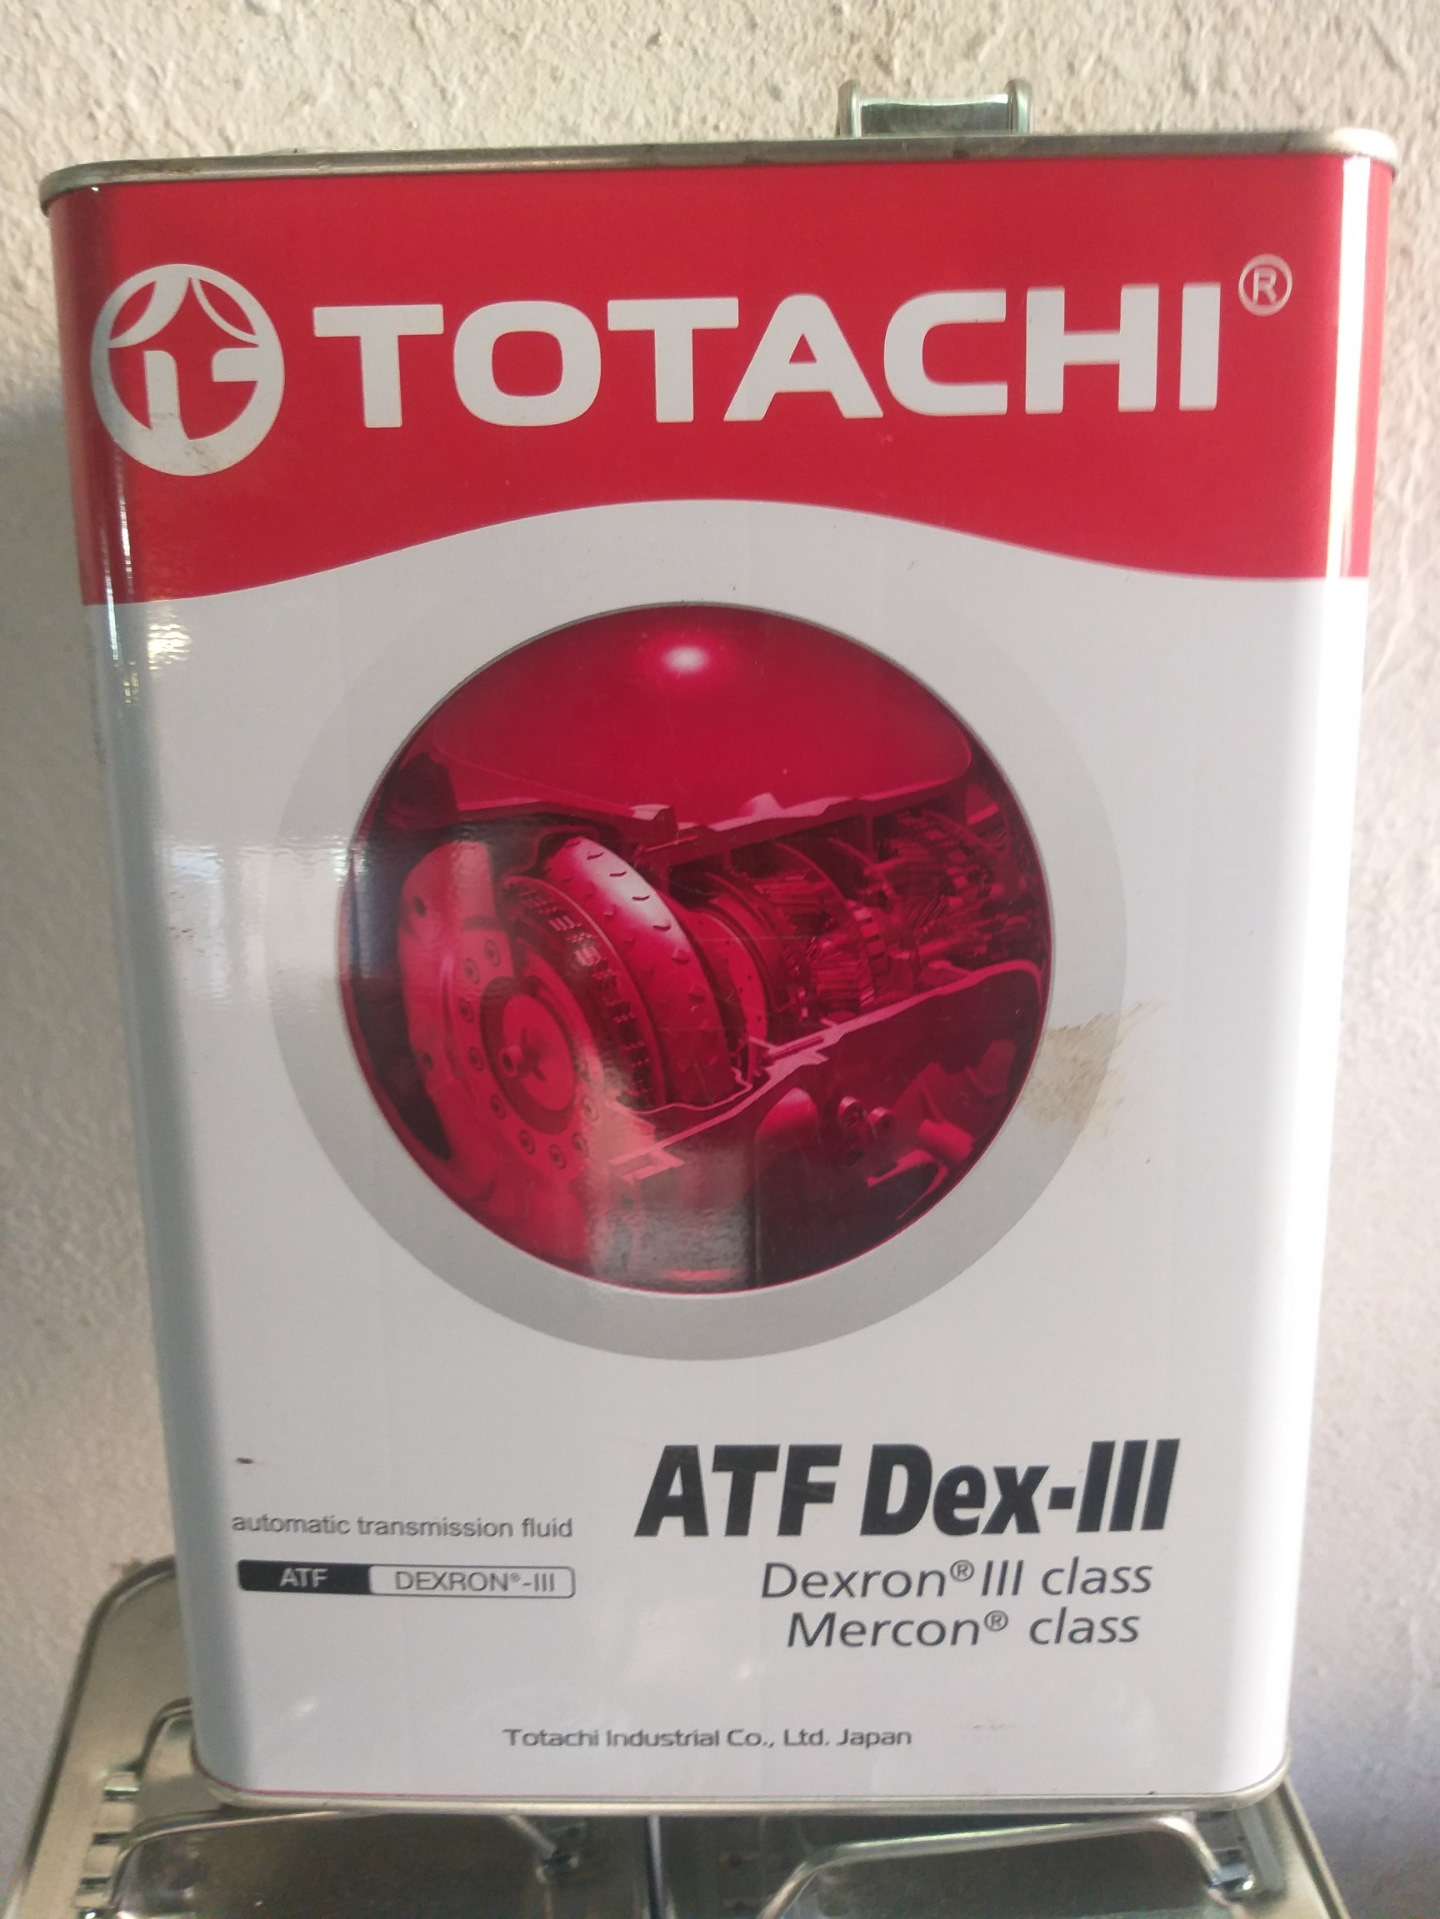 TOTACHI®
ATF Dex-III
automatic transmission fluid
ATF DEXRON®-III
Dexron® III class
Mercon® class
Totachi Industrial Co., Ltd. Japan